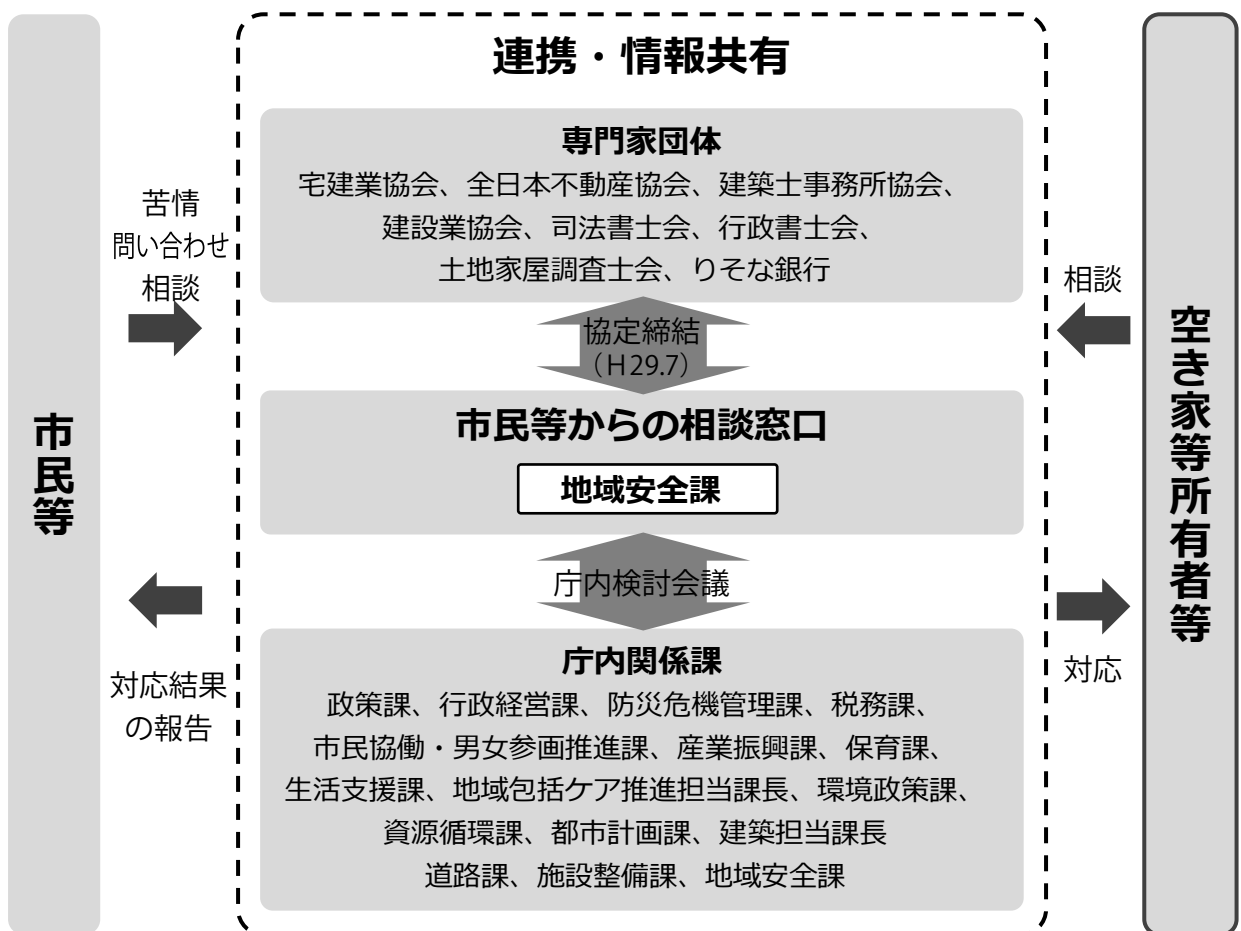 連携・情報共有
専門家団体
宅建業協会、全日本不動産協会、建築士事務所協会、
建設業協会、司法書士会、行政書士会、
土地家屋調査士会、りそな銀行
協定締結
（H29.7）
市民等からの相談窓口
地域安全課
庁内検討会議
庁内関係課
政策課、行政経営課、防災危機管理課、税務課、
市民協働・男女参画推進課、産業振興課、保育課、
生活支援課、地域包括ケア推進担当課長、環境政策課、
資源循環課、都市計画課、建築担当課長
道路課、施設整備課、地域安全課
市民等
苦情
問い合わせ
相談
対応結果
の報告
相談
対応
空き家等所有者等